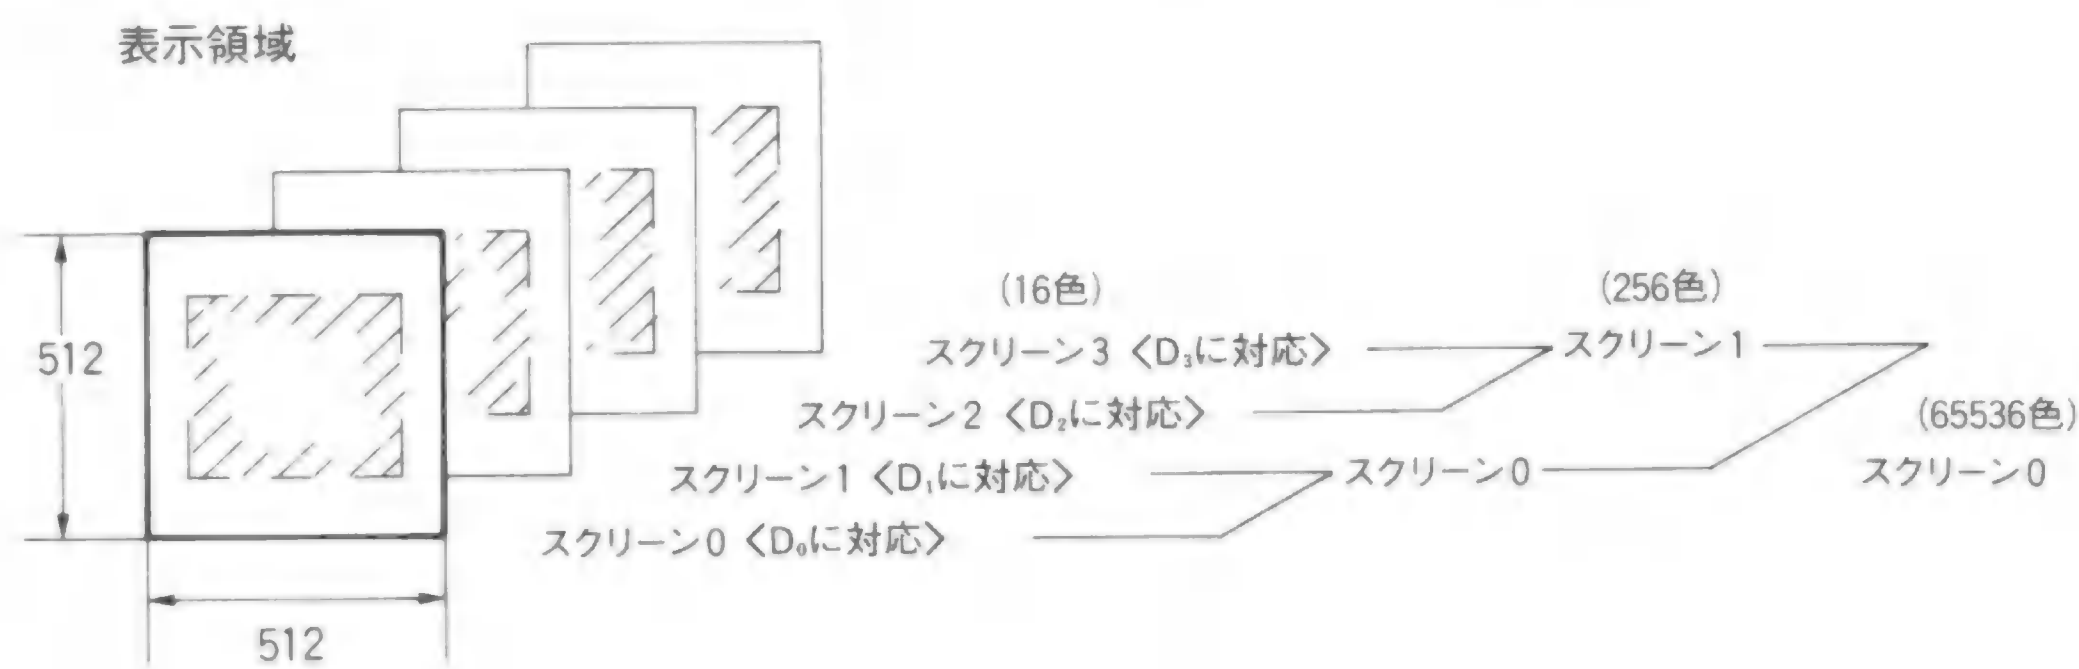 表示領域
(16色)
(256色)
512
スクリーン3 〈D₃に対応〉
スクリーン1
スクリーン2 〈D₂に対応〉
(65536色)
スクリーン1 〈D₁に対応〉
スクリーン0
スクリーン0
スクリーン0 〈D₀に対応〉
512